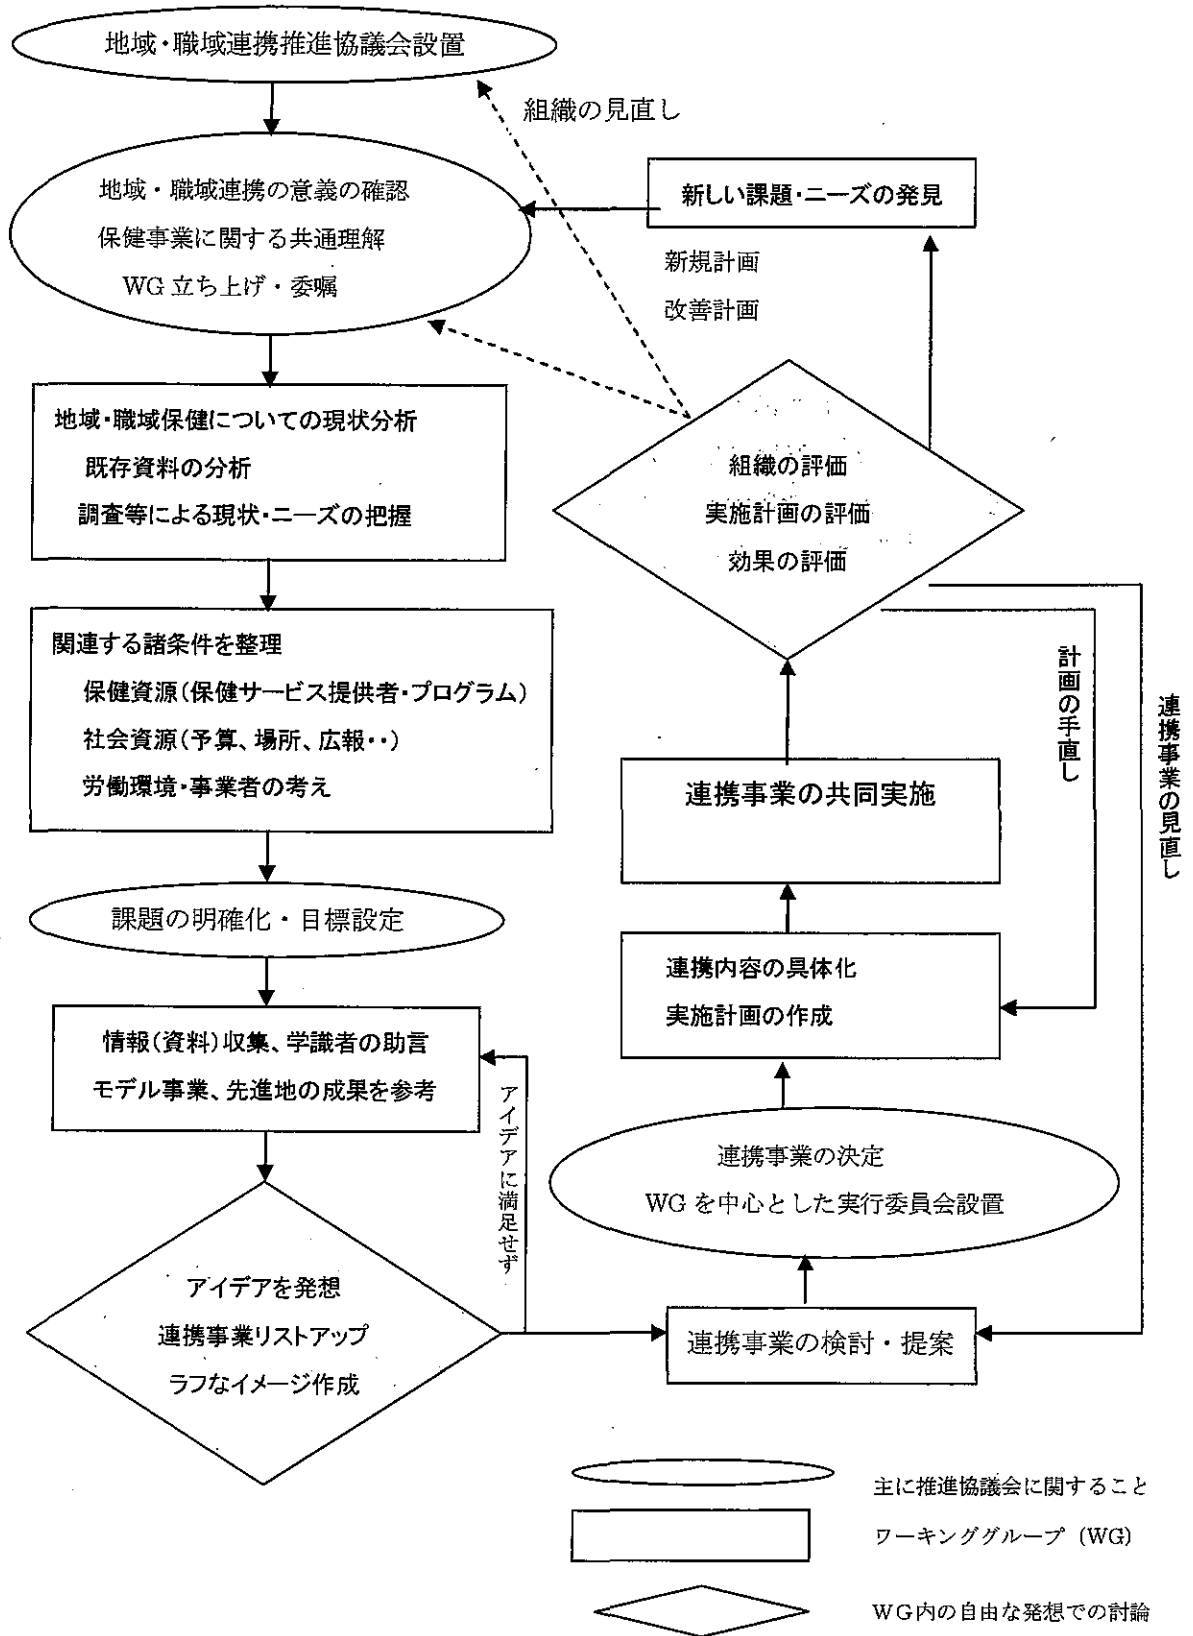 地域・職域連携推進協議会設置
組織の見直し
地域・職域連携の意義の確認
保健事業に関する共通理解
WG 立ち上げ・委嘱
新しい課題・ニーズの発見
新規計画
改善計画
地域・職域保健についての現状分析
既存資料の分析
調査等による現状・ニーズの把握
組織の評価
実施計画の評価
効果の評価
関連する諸条件を整理
保健資源(保健サービス提供者・プログラム)
社会資源(予算、場所、広報・・)
労働環境・事業者の考え
計画の手直し
連携事業の見直し
連携事業の共同実施
課題の明確化・目標設定
連携内容の具体化
実施計画の作成
情報(資料)収集、学識者の助言
モデル事業、先進地の成果を参考
アイデアに満足せず
連携事業の決定
WG を中心とした実行委員会設置
アイデアを発想
連携事業リストアップ
ラフなイメージ作成
連携事業の検討・提案
主に推進協議会に関すること
ワーキンググループ (WG)
WG内の自由な発想での討論